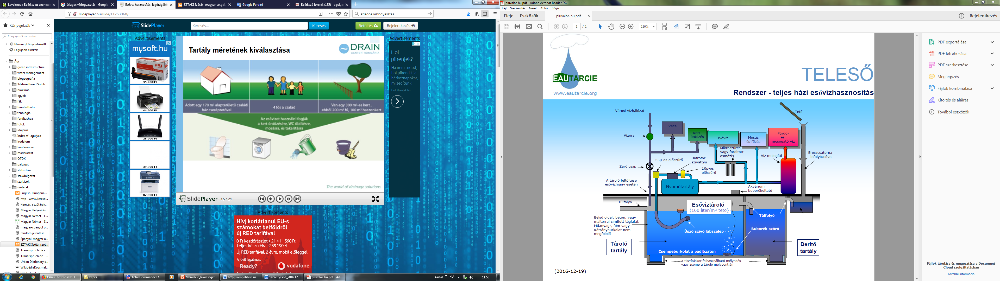 Levelezés :: Beérkezett üzenetek
átlagos vízfogyasztás - Google-
Esővíz-hasznosítás. legdrágább
SZTAKI Szótár | magyar, angol,
Google Fordító
Beérkező levelek (135) - agulya
slideplayer.hu/slide/11253968/
átlagos vízfogyasztás
Könyvjelzők
Könyvjelzők keresése
Nemrég könyvjelzőzött
Legújabb címkék
Ági
green infrastructure
water management
biogeográfia
!Nature Based Soluti...
bioklima
egyeb
fák
fenntarthato
fenologia
forditashoz
fotok
idojaras
Index of -agulyas
irodalom
konferencia
madaraszat
OTDK
palyazat
statisztika
szakdolgozat
szállások
szotarak
English-Hungaria...
http--www.kereso...
Keresés a szótárak...
Magyar Helyesírás
Magyar Német - L...
Magyar Német - S...
magyar-spanyol o...
random jelentése ...
Spanyol-magyar o...
SZTAKI Szótár szot...
Trauerspruch.de - ...
Trauerspruch.de - ...
Urban Dictionary s...
WikipédiaKocsmaf...
SlidePlayer
Keresés...
Keresés
Betöltés
Bejelentkezés
Advertisements
mysoft.hu
OKI
35.900 Ft
44.900 Ft
28.900 Ft
39.900 Ft
82.900 Ft
Tartály méretének kiválasztása
DRAIN
CENTER HUNGÁRIA
Adott egy 170 m² alapterületű családi
ház cseréptetővel
4 fős a család
Van egy 300 m²-es kert ,
ebből 200 m² fű, 100 m² haszonkert
Az esővizet használni fogják
a kert öntözésére, WC öblítésre,
mosásra, és takarításra
The world of drainage solutions
SlidePlayer
15 / 21
Advertisements
Hol
pihenjek?
Ha nem tudod,
hol pihend ki a
hétköznapokat,
mi segítünk!
Holpihenjek.hu
Advertisements
Hívj korlátlanul EU-s
számokat belföldről
új RED tarifával
0 Ft kezdőrészlet + 21 × 11 390 Ft
Teljes készülékár: 239 190 Ft
Új RED tarifával, 2 évre, mobil előleggel
A jövő izgalmas.
Ready?
vodafone
Esővíz-hasznosítás. l...
kepek
Total Commander 7....
Maroslele_lakossagi f...
http [kompatibilis m...
Szenczyzsolt_2016 12...
pluvalor-hu.pdf - Ad...
Asztal
HU
11:55
pluvalor-hu.pdf - Adobe Acrobat Reader DC
Fájl Szerkesztés Nézet Ablak Súgó
Eleje Eszközök
pluvalor-hu.pdf
Bejelentkezés
1 / 1
116%
PDF exportálása
PDF létrehozása
PDF szerkesztése
Megjegyzés
Fájlok kombinálása
Kitöltés és aláírás
További eszközök
Fájlok tárolása és megosztása a Document
Cloud szolgáltatásban
További információ
EAUTARCIE
www.eautarcie.org
TELESŐ
Rendszer - teljes házi esővízhasznosítás
Városi vízhálózat
Tető
Vécé
Vízóra
Kert-
öntözés
Ivóvíz
Mosás
és főzés
Fürdő-
és
mosogató víz
Mikroszűrés
vagy fordított
osmózis
Ereszcsatorna
lefolyócsöve
Víz melegítő
25µ-os előszűrő
Hidrofor
szivattyú
Záró csap
10µ-os
előszűrő
A tároló feltöltése
esővízhiány esetén
Nyomótartály
Akvárium
buborékoltató
Túlfolyó
Esővíztároló
(160 liter/m² tető)
Túlfolyó
Belső oldal: beton, vagy
malterral simított téglafal.
Műanyag-, fém vagy
Kátrányburkolat nem
megfelelő
Úszó szívó lábszelep
Buborék szóró
Tároló
tartály
Derítő
tartály
Csempeburkolat a padlózaton
A tisztításkor felhasználható mélyedés
vagy zsomp a tároló mélypontján
(2016-12-19)